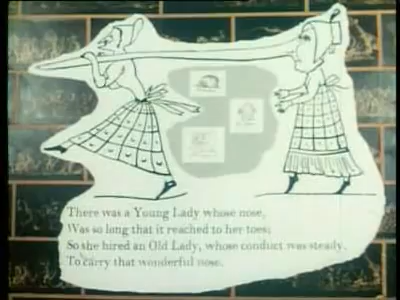 There was a Young Lady whose nose,
Was so long that it reached to her toes;
So she hired an Old Lady, whose conduct was steady,
To carry that wonderful nose.